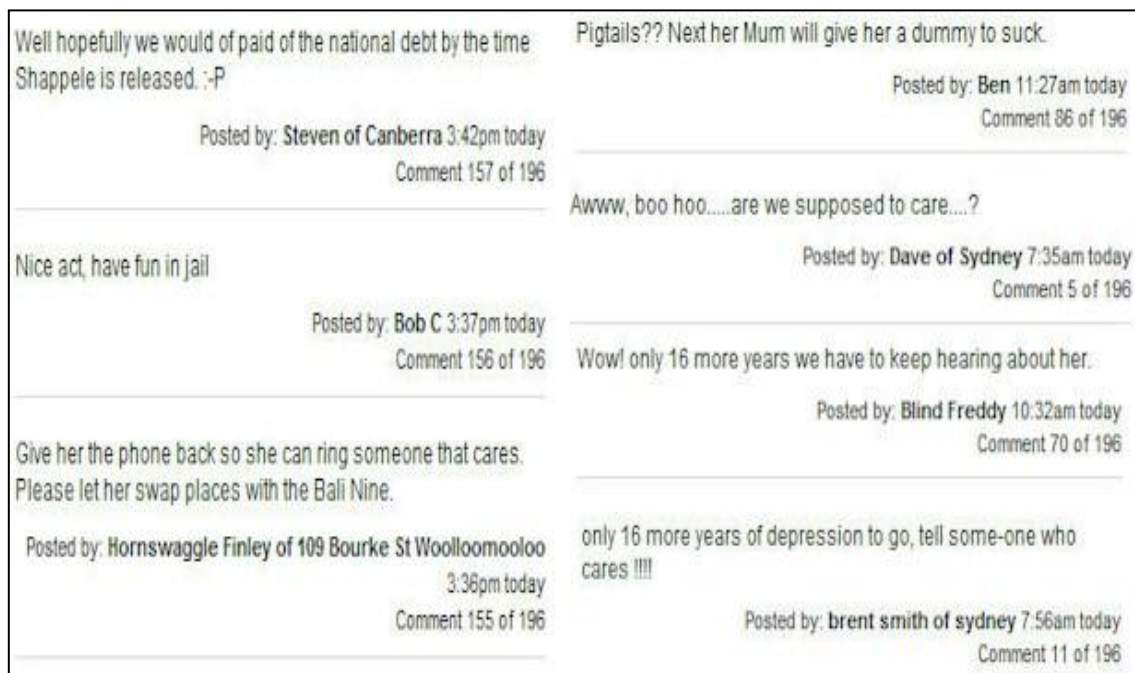 Well hopefully we would of paid of the national debt by the time
Shappele is released. :-P
Posted by: Steven of Canberra 3:42pm today
Comment 157 of 196
Nice act, have fun in jail
Posted by: Bob C 3:37pm today
Comment 156 of 196
Give her the phone back so she can ring someone that cares.
Please let her swap places with the Bali Nine.
Posted by: Hornswaggle Finley of 109 Bourke St Woolloomooloo
3:36pm today
Comment 155 of 196
Pigtails?? Next her Mum will give her a dummy to suck.
Posted by: Ben 11:27am today
Comment 86 of 196
Awww, boo hoo.....are we supposed to care....?
Posted by: Dave of Sydney 7:35am today
Comment 5 of 196
Wow! only 16 more years we have to keep hearing about her.
Posted by: Blind Freddy 10:32am today
Comment 70 of 196
only 16 more years of depression to go, tell some-one who
cares !!!!
Posted by: brent smith of sydney 7:56am today
Comment 11 of 196